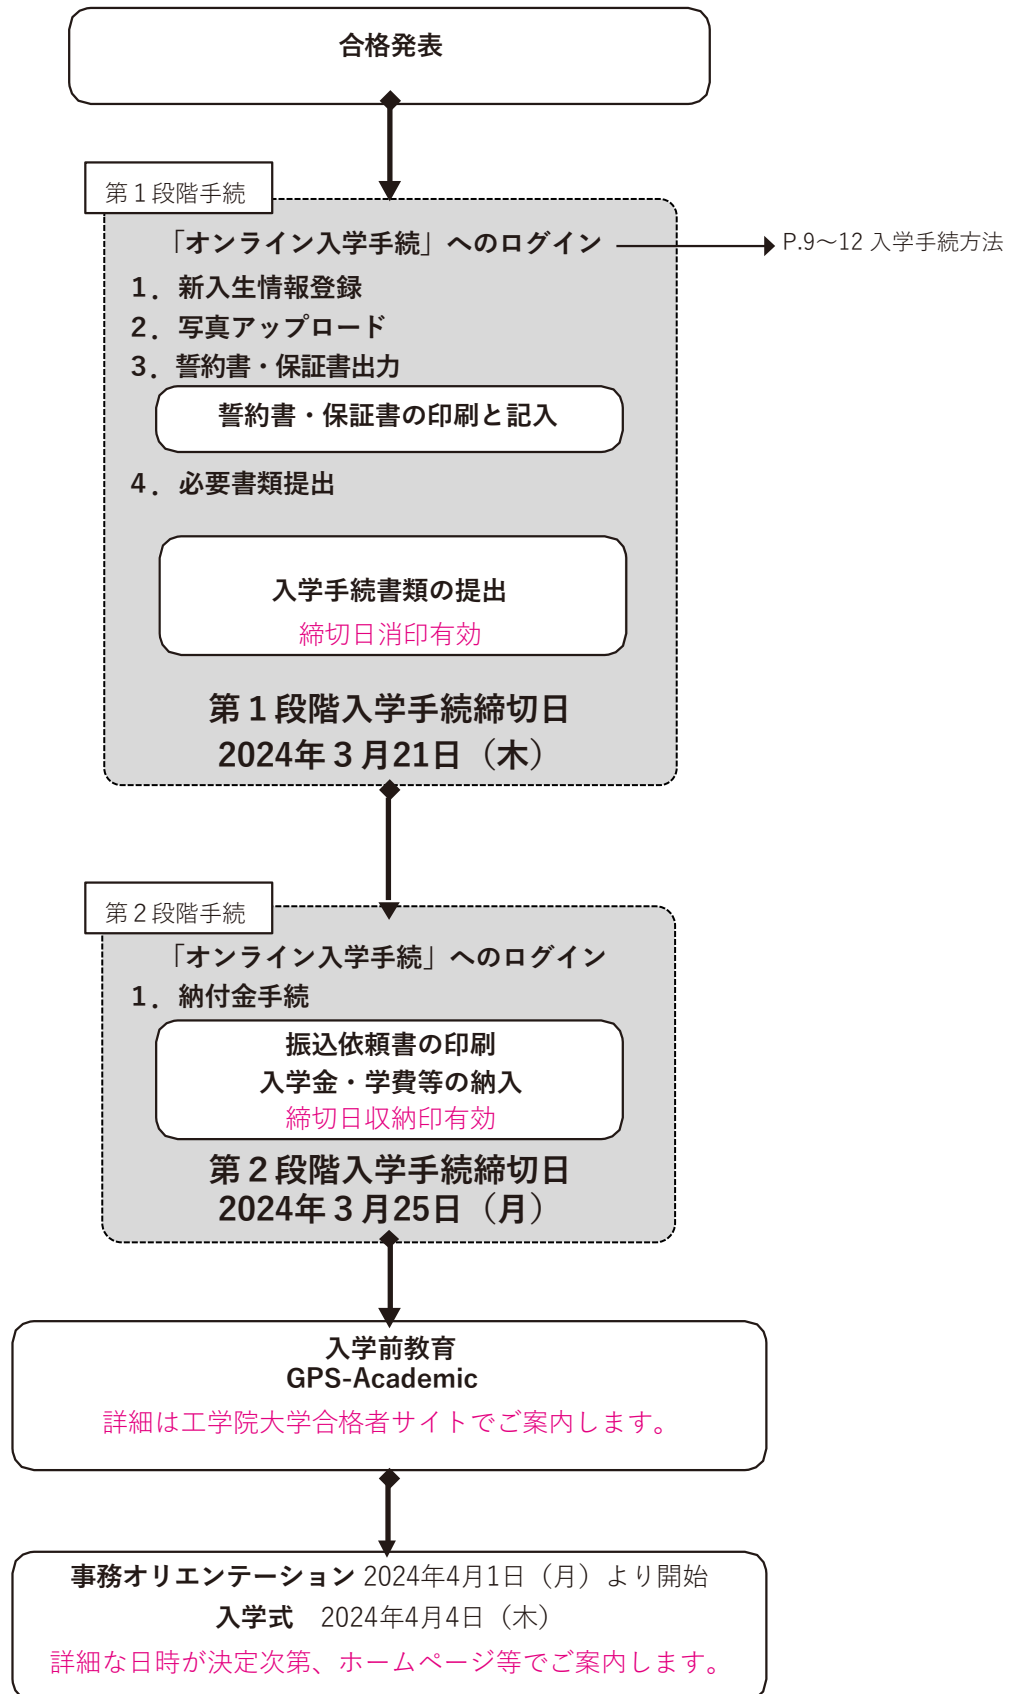 合格発表
第1段階手続
「オンライン入学手続」へのログイン
P.9～12 入学手続方法
1．新入生情報登録
2．写真アップロード
3．誓約書・保証書出力
誓約書・保証書の印刷と記入
4．必要書類提出
入学手続書類の提出
締切日消印有効
第１段階入学手続締切日
2024年３月21日（木）
第２段階手続
「オンライン入学手続」へのログイン
1．納付金手続
振込依頼書の印刷
入学金・学費等の納入
締切日収納印有効
第２段階入学手続締切日
2024年３月25日（月）
入学前教育
GPS-Academic
詳細は工学院大学合格者サイトでご案内します。
事務オリエンテーション 2024年4月1日（月）より開始
入学式　2024年4月4日（木）
詳細な日時が決定次第、ホームページ等でご案内します。